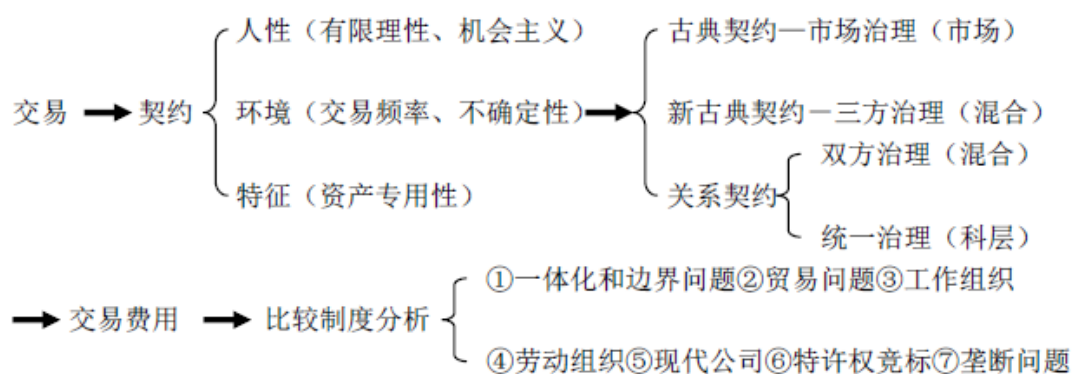 人性（有限理性、机会主义）
古典契约—市场治理（市场）
交易
契约
环境（交易频率、不确定性）
新古典契约－三方治理（混合）
双方治理（混合）
特征（资产专用性）
关系契约
统一治理（科层）
①一体化和边界问题②贸易问题③工作组织
交易费用
比较制度分析
④劳动组织⑤现代公司⑥特许权竞标⑦垄断问题